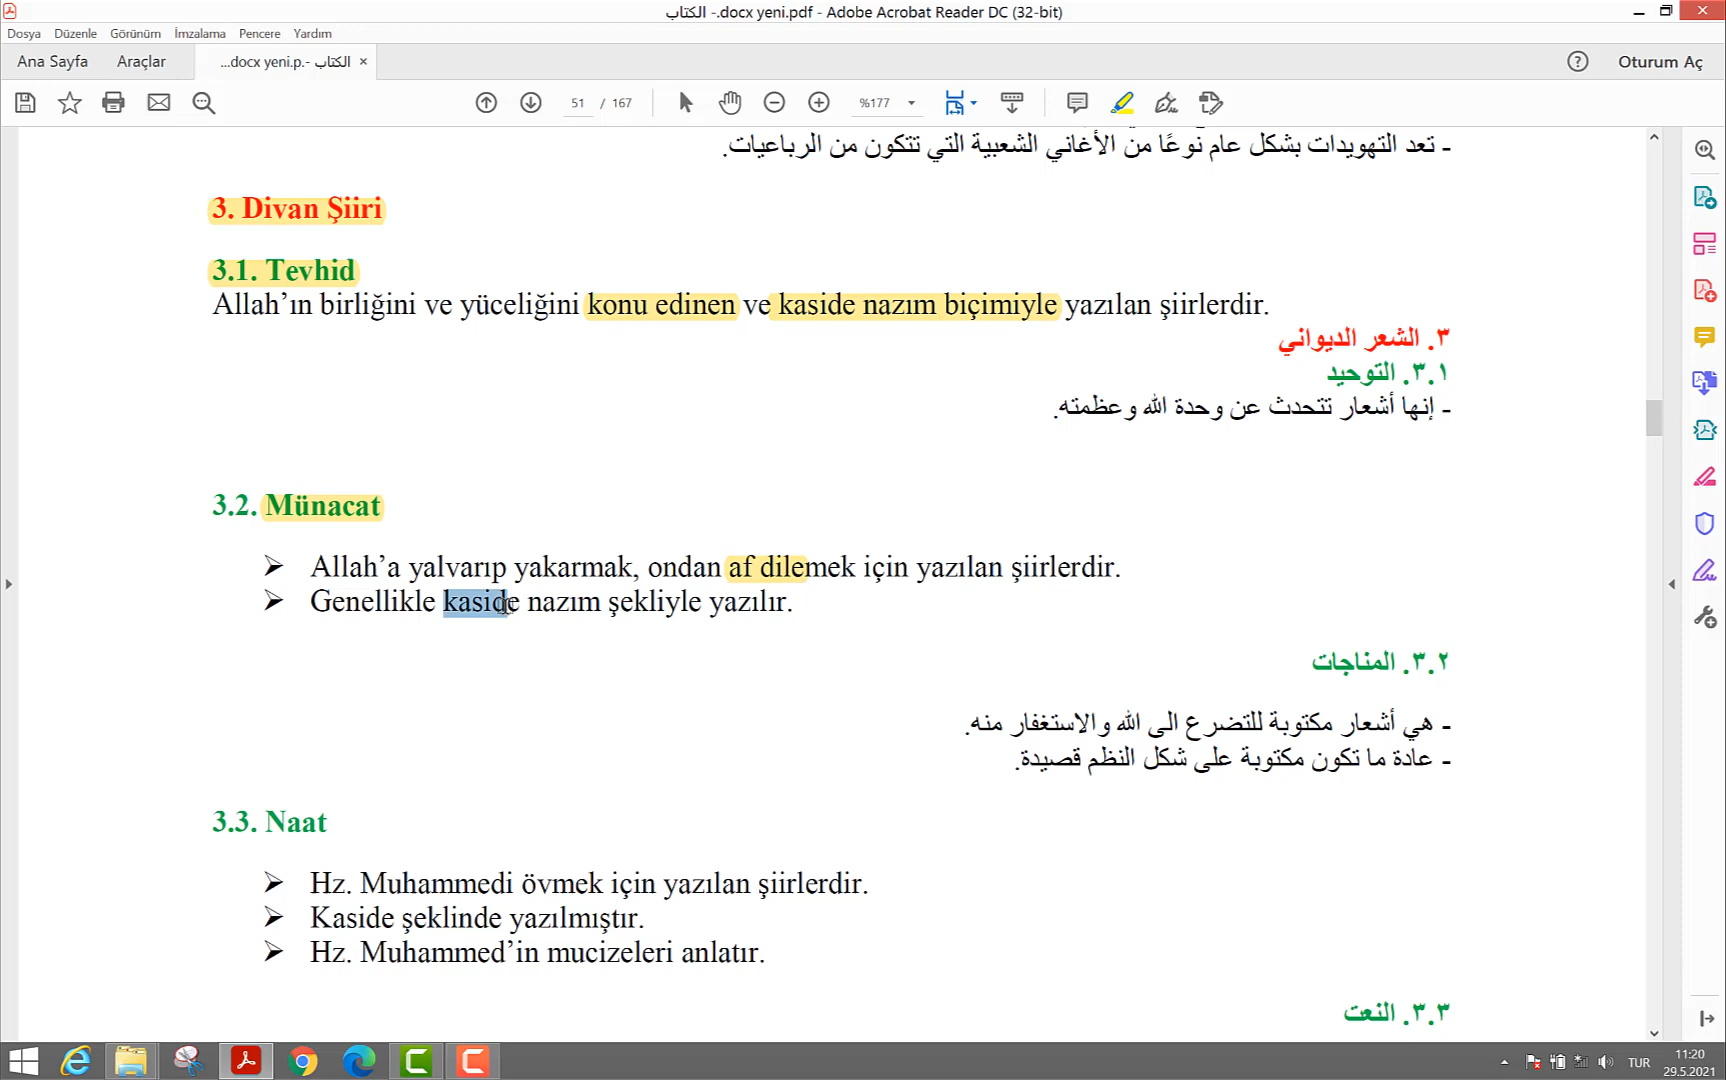 الكتاب -.docx yeni.pdf - Adobe Acrobat Reader DC (32-bit)
Dosya Düzenle Görünüm İmzalama Pencere Yardım
Ana Sayfa Araçlar ...docx yeni.p.- الكتاب × ? Oturum Aç
51 / 167 %177
- تعد التهويدات بشكل عام نوعًا من الأغاني الشعبية التي تتكون من الرباعيات.
3. Divan Şiiri
3.1. Tevhid
Allah’ın birliğini ve yüceliğini konu edinen ve kaside nazım biçimiyle yazılan şiirlerdir.
٣. الشعر الديواني
٣.١. التوحيد
- إنها أشعار تتحدث عن وحدة الله وعظمته.
3.2. Münacat
➢ Allah’a yalvarıp yakarmak, ondan af dilemek için yazılan şiirlerdir.
➢ Genellikle kaside nazım şekliyle yazılır.
٣.٢. المناجات
- هي أشعار مكتوبة للتضرع الى الله والاستغفار منه.
- عادة ما تكون مكتوبة على شكل النظم قصيدة.
3.3. Naat
➢ Hz. Muhammedi övmek için yazılan şiirlerdir.
➢ Kaside şeklinde yazılmıştır.
➢ Hz. Muhammed’in mucizeleri anlatır.
٣.٣. النعت
TUR
11:20
29.5.2021